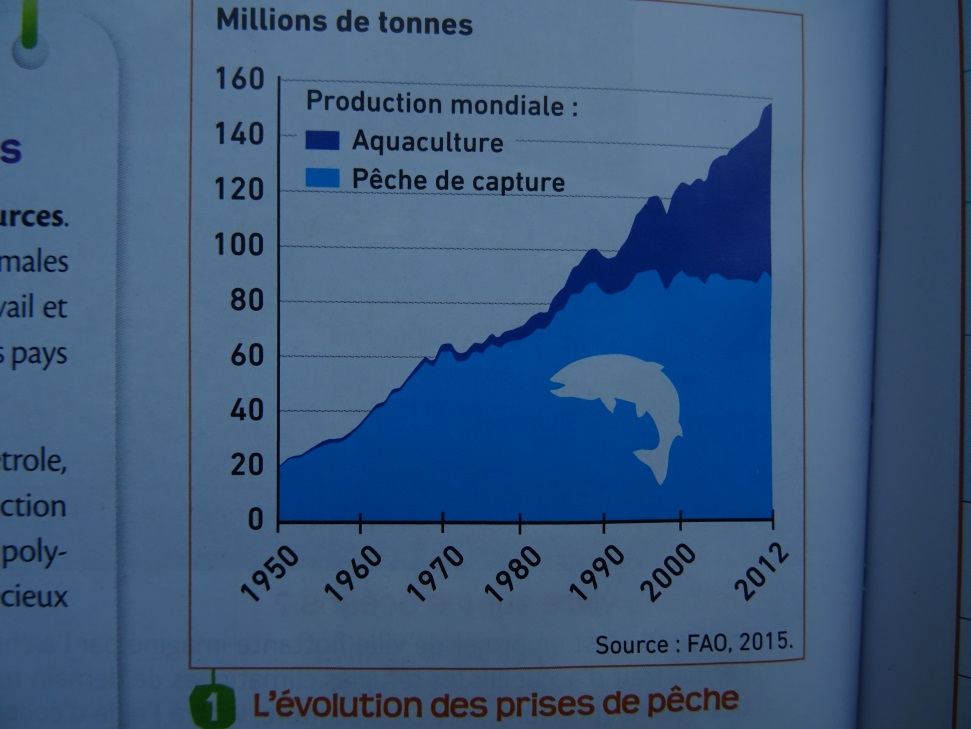 Millions de tonnes
160
Production mondiale :
140
Aquaculture
120
Pêche de capture
100
80
60
40
20
0
1950
1960
1970
1980
1990
2000
2012
Source : FAO, 2015.
1 L'évolution des prises de pêche
s
urces.
males
vail et
s pays
étrole,
ction
poly-
cieux